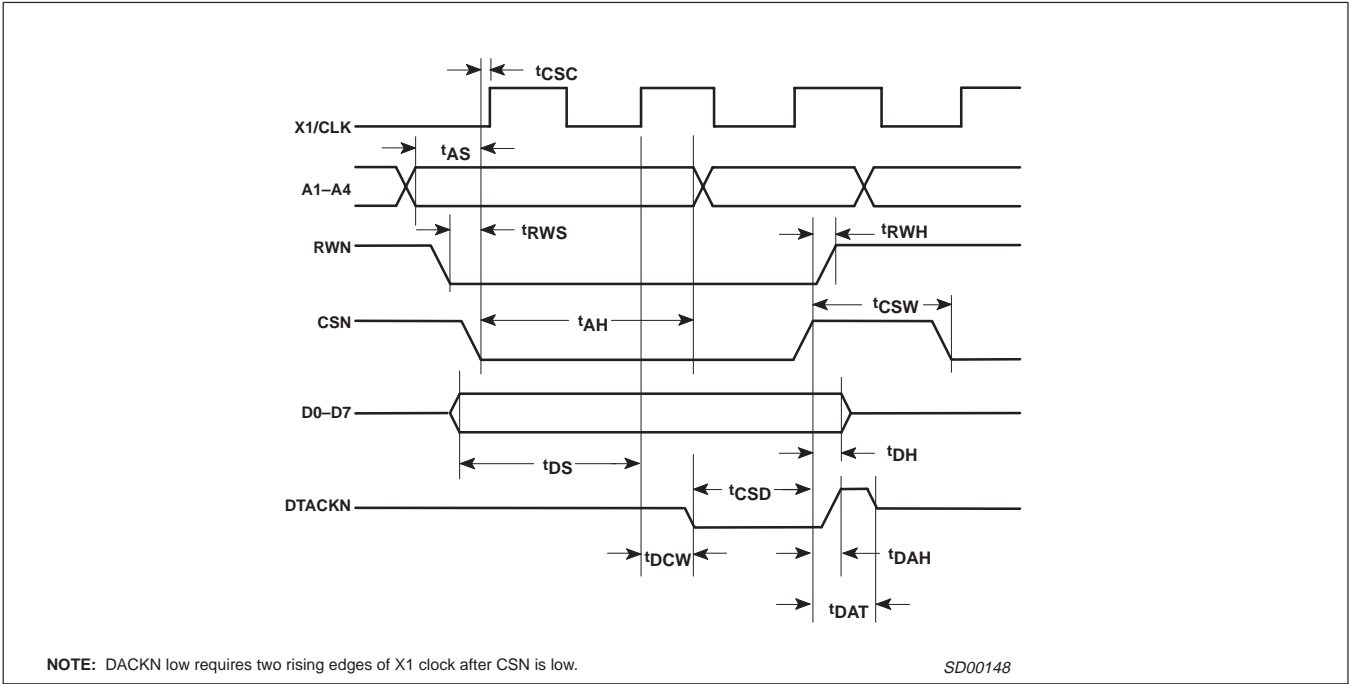 tCSC
X1/CLK
tAS
A1–A4
tRWS
tRWH
RWN
tCSW
CSN
tAH
D0–D7
tDH
tDS
tCSD
DTACKN
tDCW
tDAH
tDAT
NOTE: DACKN low requires two rising edges of X1 clock after CSN is low.
SD00148